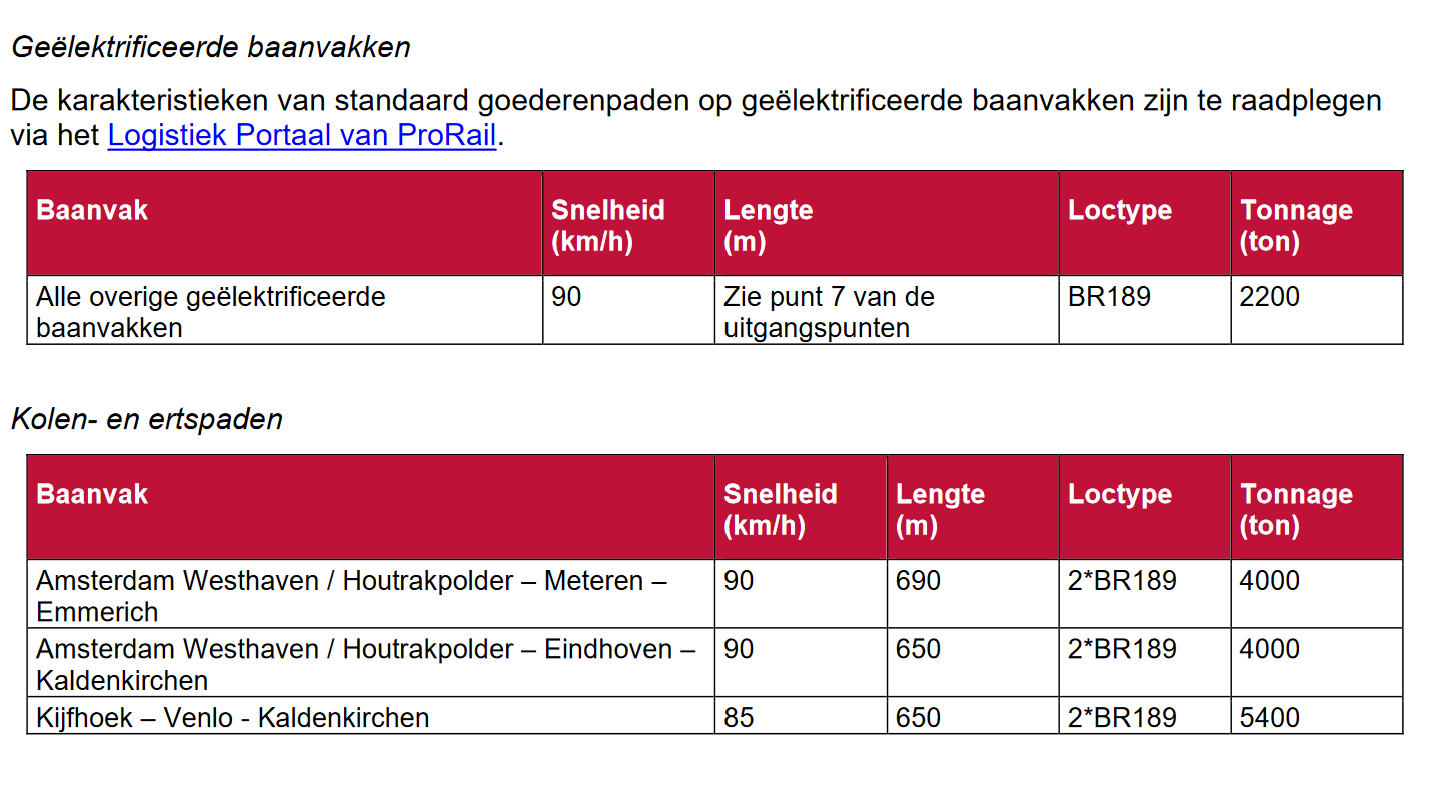 Geëlektrificeerde baanvakken
De karakteristieken van standaard goederenpaden op geëlektrificeerde baanvakken zijn te raadplegen
via het Logistiek Portaal van ProRail.
Baanvak Snelheid (km/h) Lengte (m) Loctype Tonnage (ton)
Alle overige geëlektrificeerde baanvakken 90 Zie punt 7 van de uitgangspunten BR189 2200
Kolen- en ertspaden
Baanvak Snelheid (km/h) Lengte (m) Loctype Tonnage (ton)
Amsterdam Westhaven / Houtrakpolder – Meteren – Emmerich 90 690 2*BR189 4000
Amsterdam Westhaven / Houtrakpolder – Eindhoven – Kaldenkirchen 90 650 2*BR189 4000
Kijfhoek – Venlo - Kaldenkirchen 85 650 2*BR189 5400